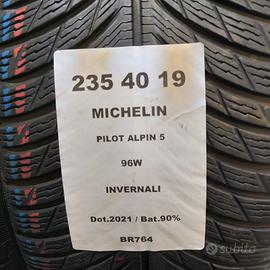 235 40 19
MICHELIN
PILOT ALPIN 5
96W
INVERNALI
Dot.2021 / Bat.90%
BR764
subito